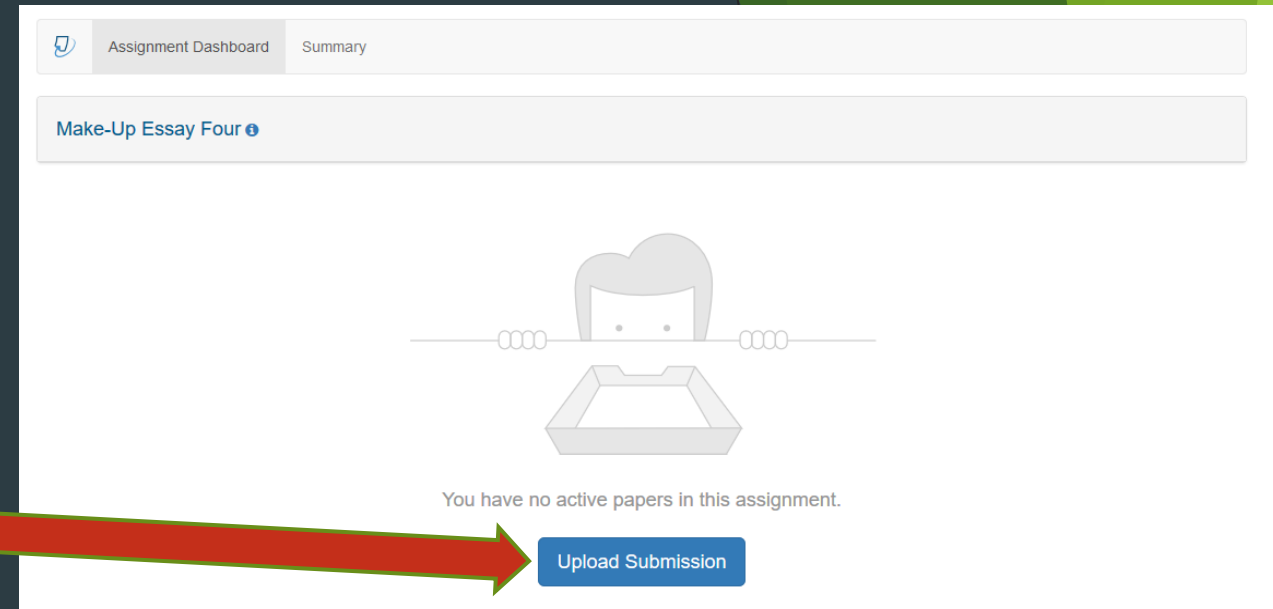 Assignment Dashboard Summary
Make-Up Essay Four
You have no active papers in this assignment.
Upload Submission